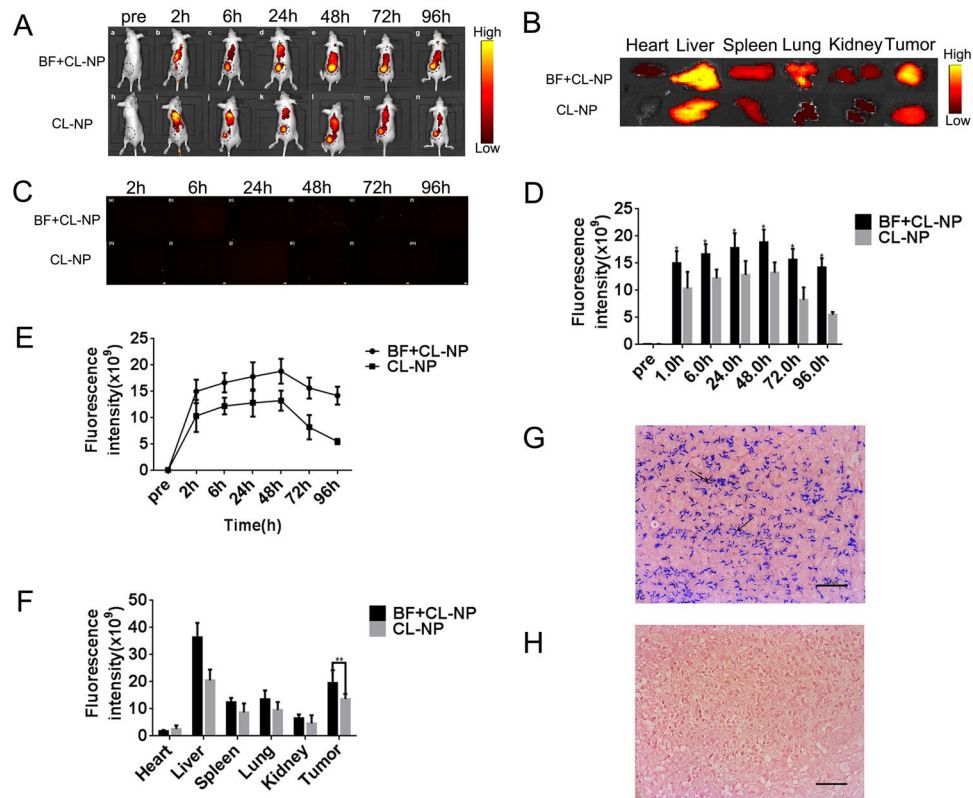 A
pre 2h 6h 24h 48h 72h 96h
a b c d e f g
BF+CL-NP
h i j k l m n
CL-NP
High
Low
B
Heart Liver Spleen Lung Kidney Tumor
BF+CL-NP
CL-NP
High
Low
C
2h 6h 24h 48h 72h 96h
BF+CL-NP
CL-NP
D
Fluorescence
intensity(x10⁹)
25
20
15
10
5
0
* * * * * *
pre 1.0h 6.0h 24.0h 48.0h 72.0h 96.0h
BF+CL-NP
CL-NP
E
Fluorescence
intensity(x10⁹)
25
20
15
10
5
0
pre 2h 6h 24h 48h 72h 96h
Time(h)
BF+CL-NP
CL-NP
F
Fluorescence
intensity(x10⁹)
50
40
30
20
10
0
**
Heart Liver Spleen Lung Kidney Tumor
BF+CL-NP
CL-NP
G
H